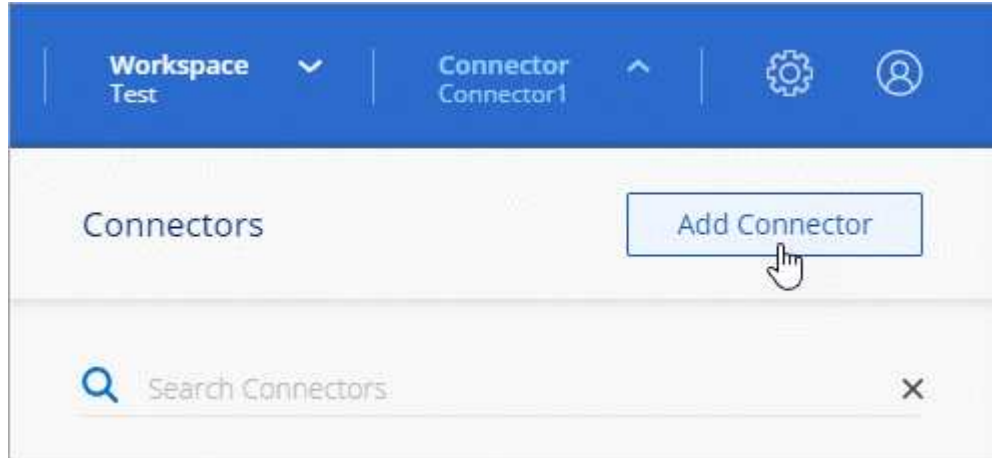 Workspace
Test
Connector
Connector1
Connectors
Add Connector
Search Connectors